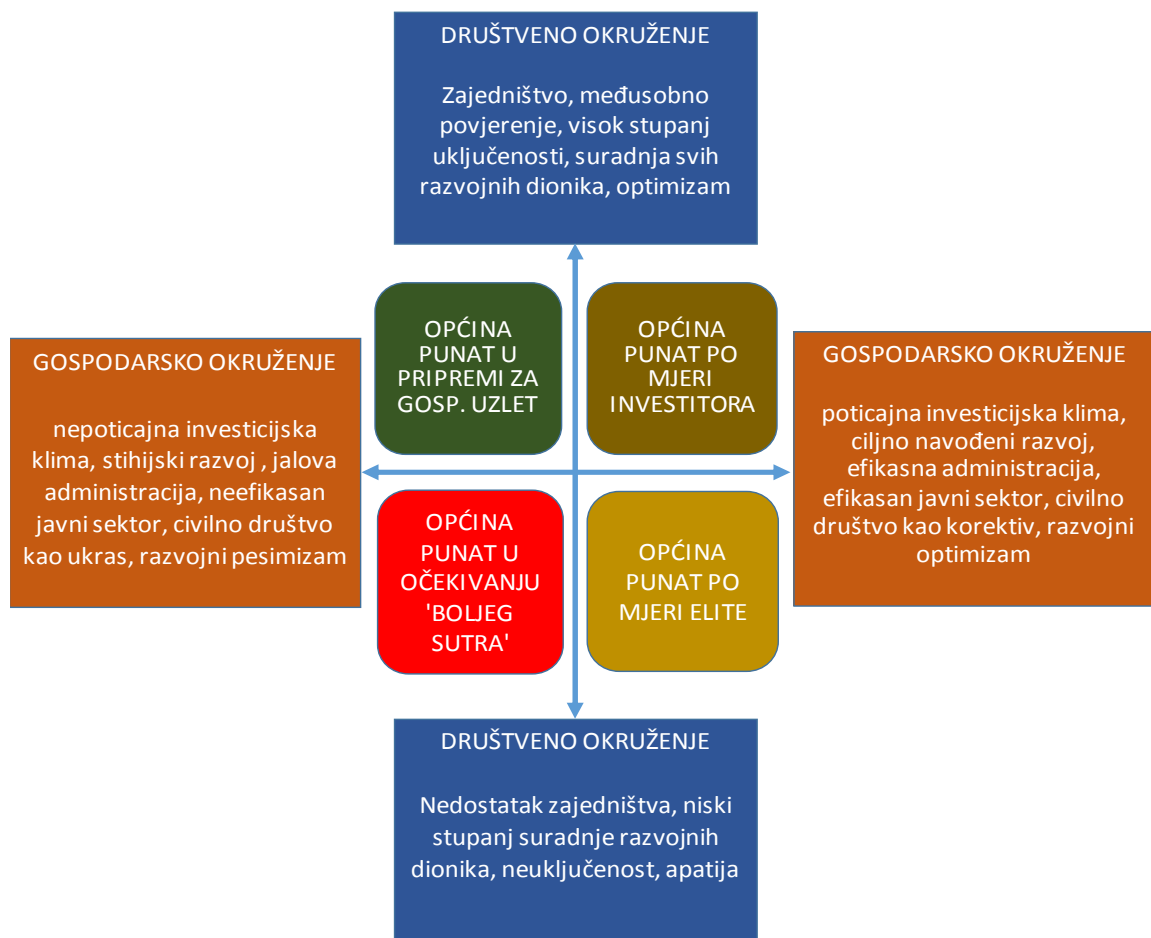 DRUŠTVENO OKRUŽENJE
Zajedništvo, međusobno
povjerenje, visok stupanj
uključenosti, suradnja svih
razvojnih dionika, optimizam
GOSPODARSKO OKRUŽENJE
nepoticajna investicijska
klima, stihijski razvoj , jalova
administracija, neefikasan
javni sektor, civilno društvo
kao ukras, razvojni pesimizam
OPĆINA
PUNAT U
PRIPREMI ZA
GOSP. UZLET
OPĆINA
PUNAT PO
MJERI
INVESTITORA
OPĆINA
PUNAT U
OČEKIVANJU
'BOLJEG
SUTRA'
OPĆINA
PUNAT PO
MJERI ELITE
GOSPODARSKO OKRUŽENJE
poticajna investicijska klima,
ciljno navođeni razvoj,
efikasna administracija,
efikasan javni sektor, civilno
društvo kao korektiv, razvojni
optimizam
DRUŠTVENO OKRUŽENJE
Nedostatak zajedništva, niski
stupanj suradnje razvojnih
dionika, neuključenost, apatija